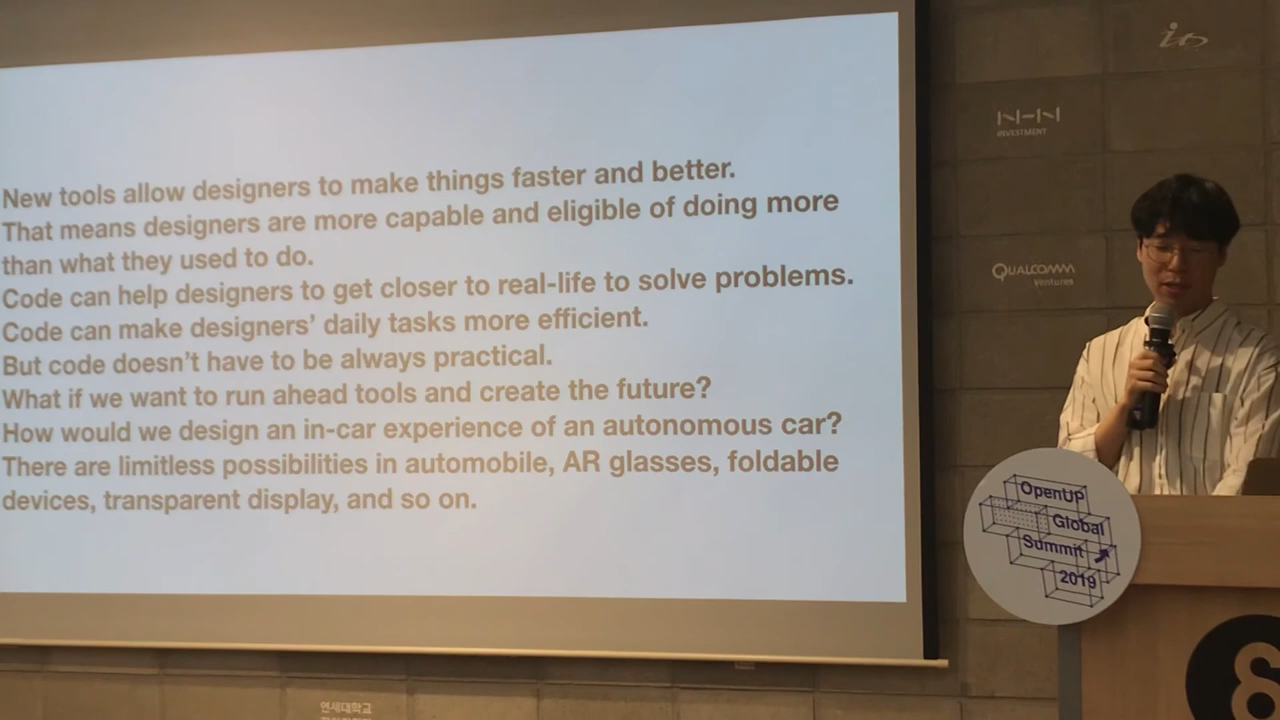 New tools allow designers to make things faster and better.
That means designers are more capable and eligible of doing more
than what they used to do.
Code can help designers to get closer to real-life to solve problems.
Code can make designers’ daily tasks more efficient.
But code doesn’t have to be always practical.
What if we want to run ahead tools and create the future?
How would we design an in-car experience of an autonomous car?
There are limitless possibilities in automobile, AR glasses, foldable
devices, transparent display, and so on.
INVESTMENT
QUALCOMM
Ventures
OpenUP
Global
Summit
2019
연세대학교